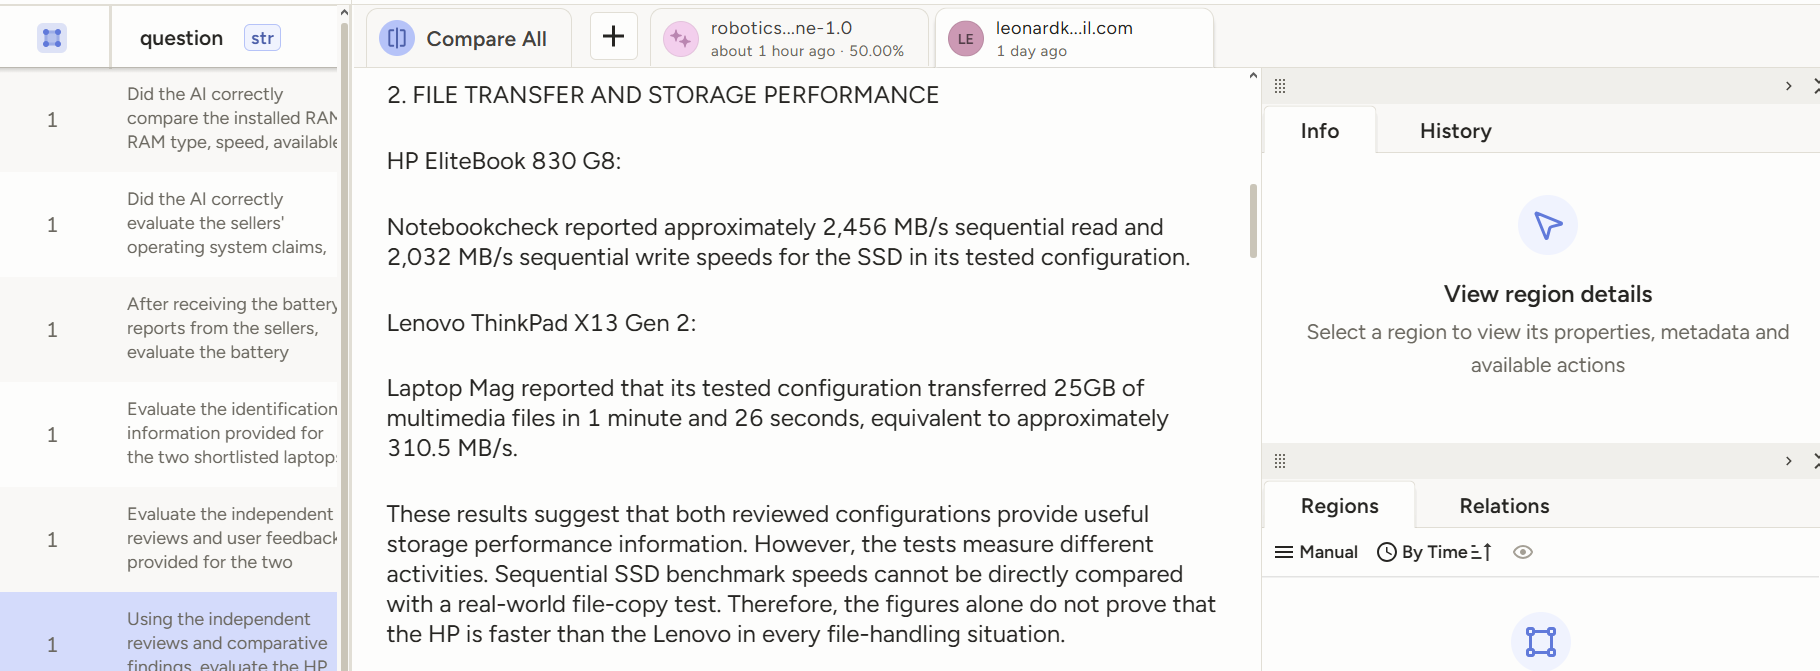 question str
1
Did the AI correctly
compare the installed RAM
RAM type, speed, available
1
Did the AI correctly
evaluate the sellers'
operating system claims,
1
After receiving the battery
reports from the sellers,
evaluate the battery
1
Evaluate the identification
information provided for
the two shortlisted laptops
1
Evaluate the independent
reviews and user feedback
provided for the two
1
Using the independent
reviews and comparative
findings, evaluate the HP
Compare All
+
robotics...ne-1.0
about 1 hour ago · 50.00%
LE
leonardk...il.com
1 day ago
2. FILE TRANSFER AND STORAGE PERFORMANCE
HP EliteBook 830 G8:
Notebookcheck reported approximately 2,456 MB/s sequential read and
2,032 MB/s sequential write speeds for the SSD in its tested configuration.
Lenovo ThinkPad X13 Gen 2:
Laptop Mag reported that its tested configuration transferred 25GB of
multimedia files in 1 minute and 26 seconds, equivalent to approximately
310.5 MB/s.
These results suggest that both reviewed configurations provide useful
storage performance information. However, the tests measure different
activities. Sequential SSD benchmark speeds cannot be directly compared
with a real-world file-copy test. Therefore, the figures alone do not prove that
the HP is faster than the Lenovo in every file-handling situation.
Info History
View region details
Select a region to view its properties, metadata and
available actions
Regions Relations
Manual By Time